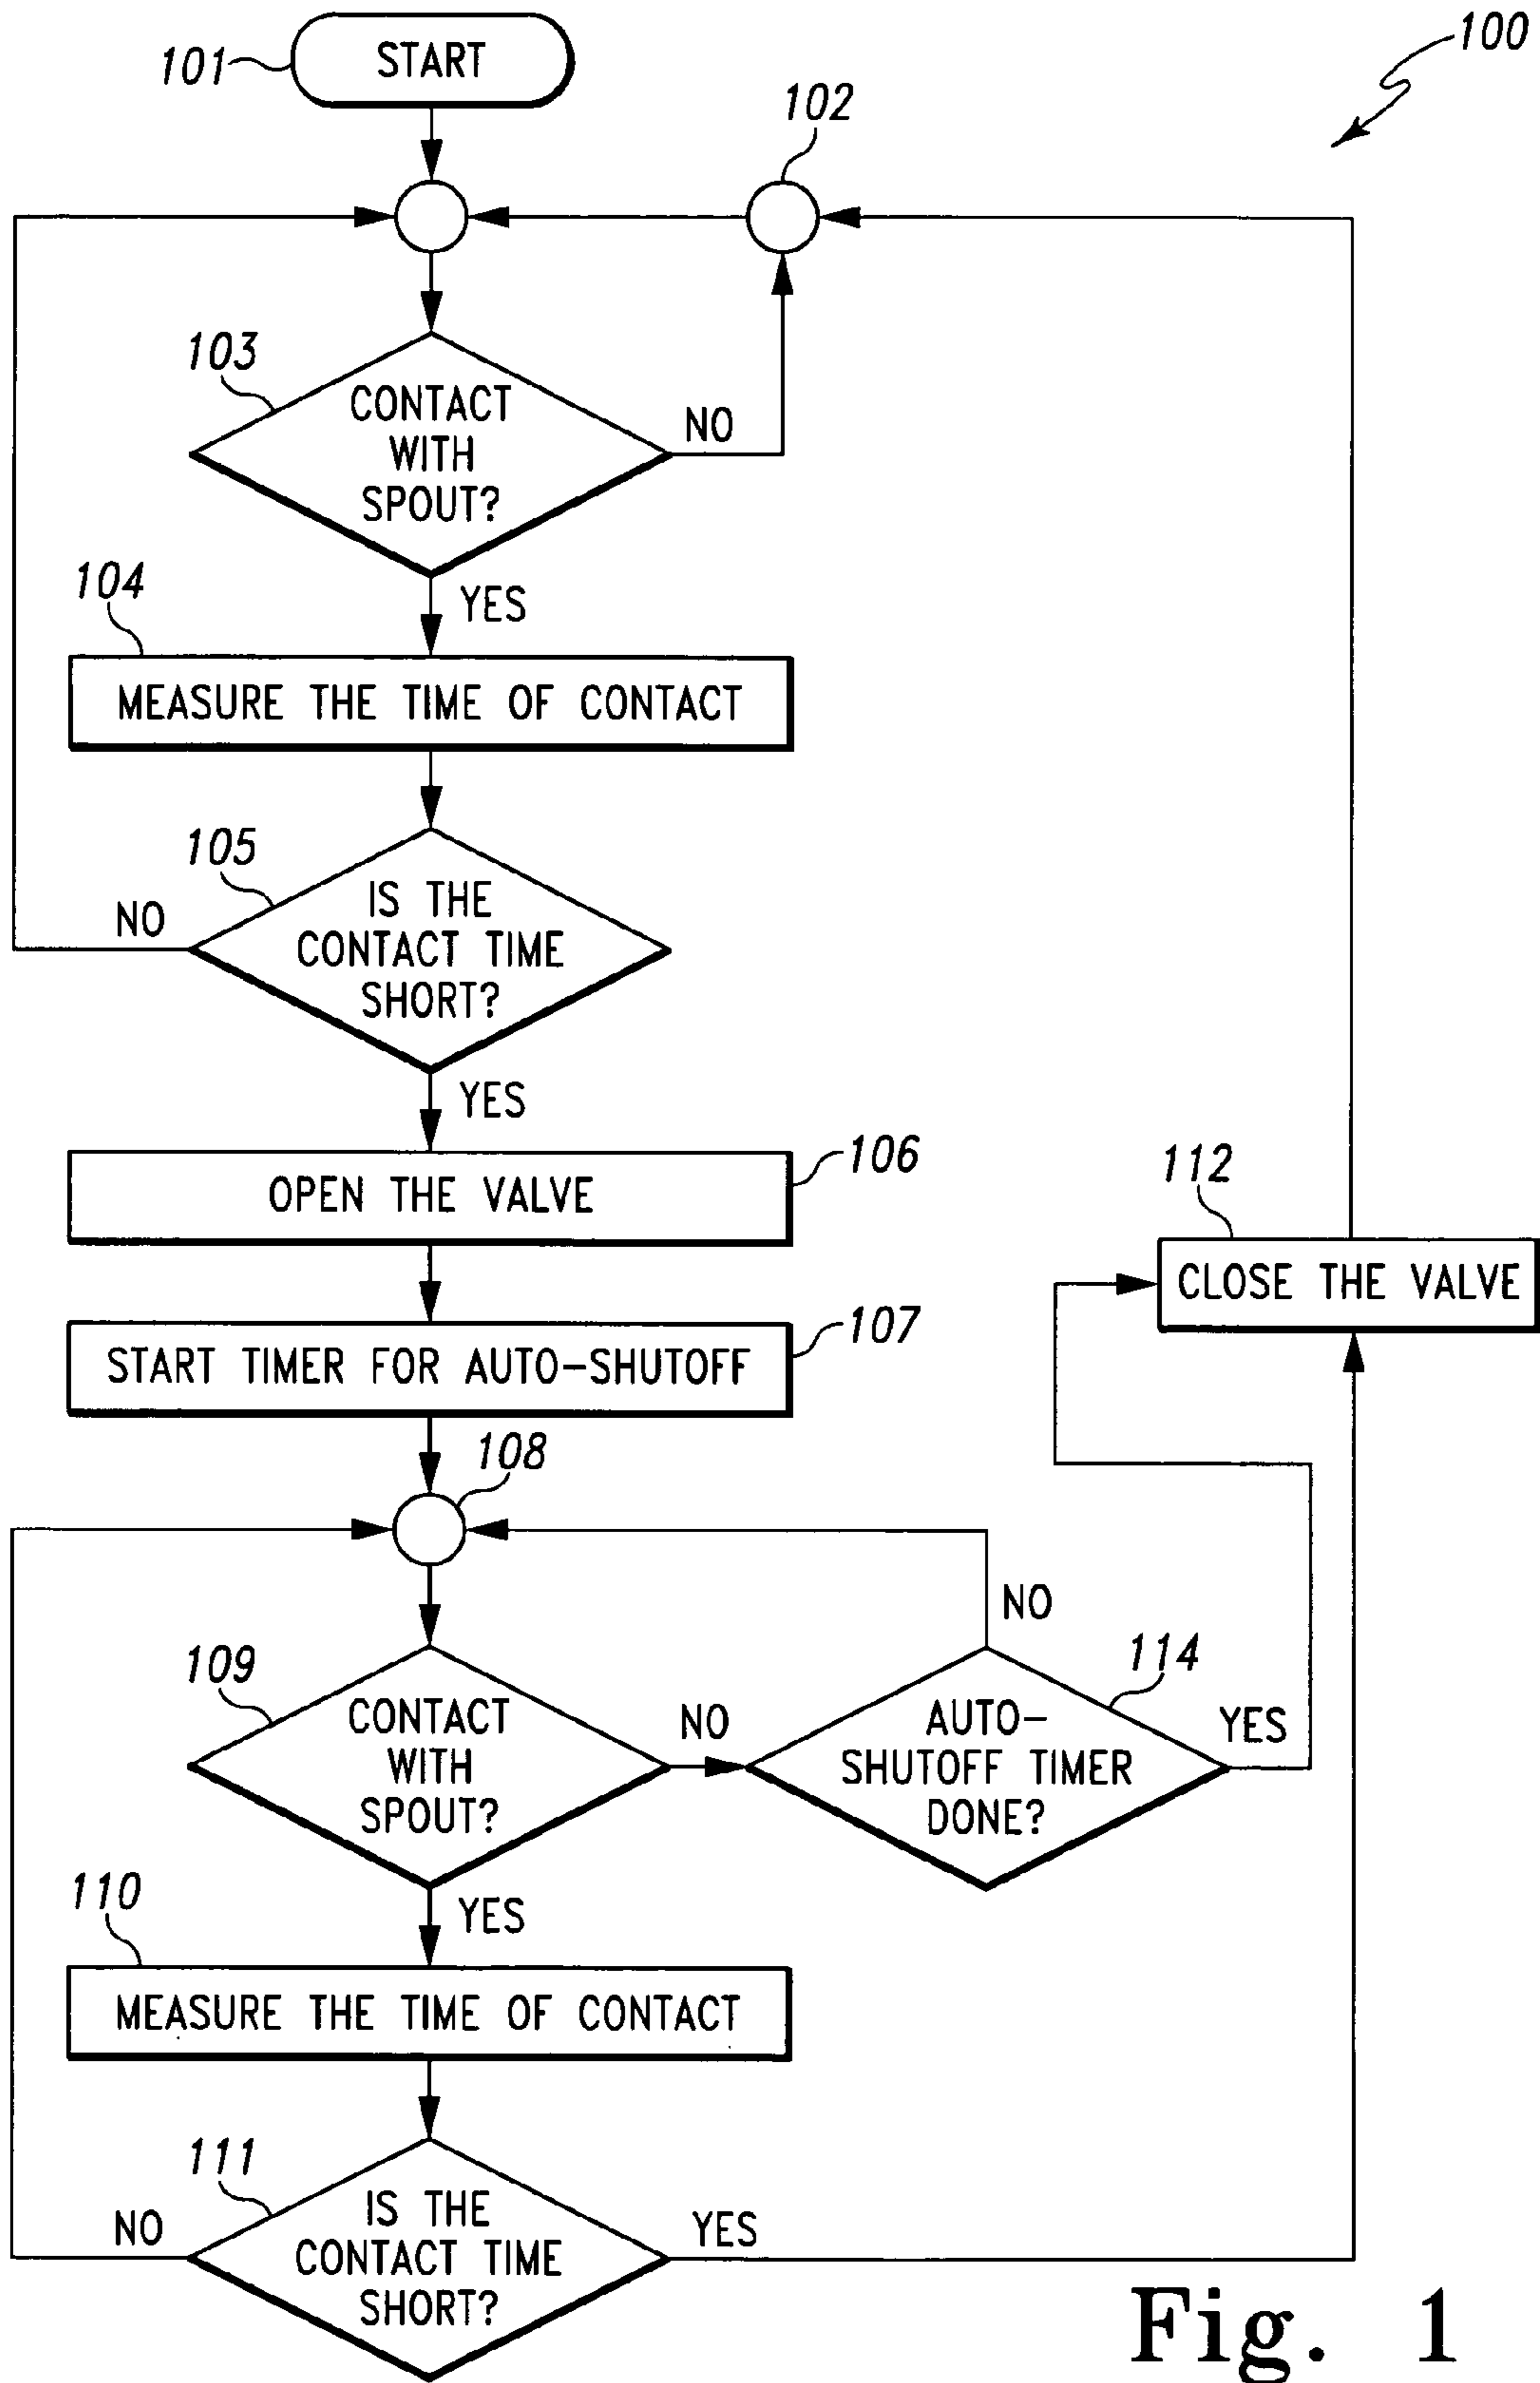 100
101
START
102
103
CONTACT
WITH
SPOUT?
NO
YES
104
MEASURE THE TIME OF CONTACT
105
IS THE
CONTACT TIME
SHORT?
NO
YES
106
OPEN THE VALVE
112
CLOSE THE VALVE
107
START TIMER FOR AUTO-SHUTOFF
108
109
CONTACT
WITH
SPOUT?
NO
NO
114
AUTO-
SHUTOFF TIMER
DONE?
YES
YES
110
MEASURE THE TIME OF CONTACT
111
IS THE
CONTACT TIME
SHORT?
NO
YES
Fig. 1